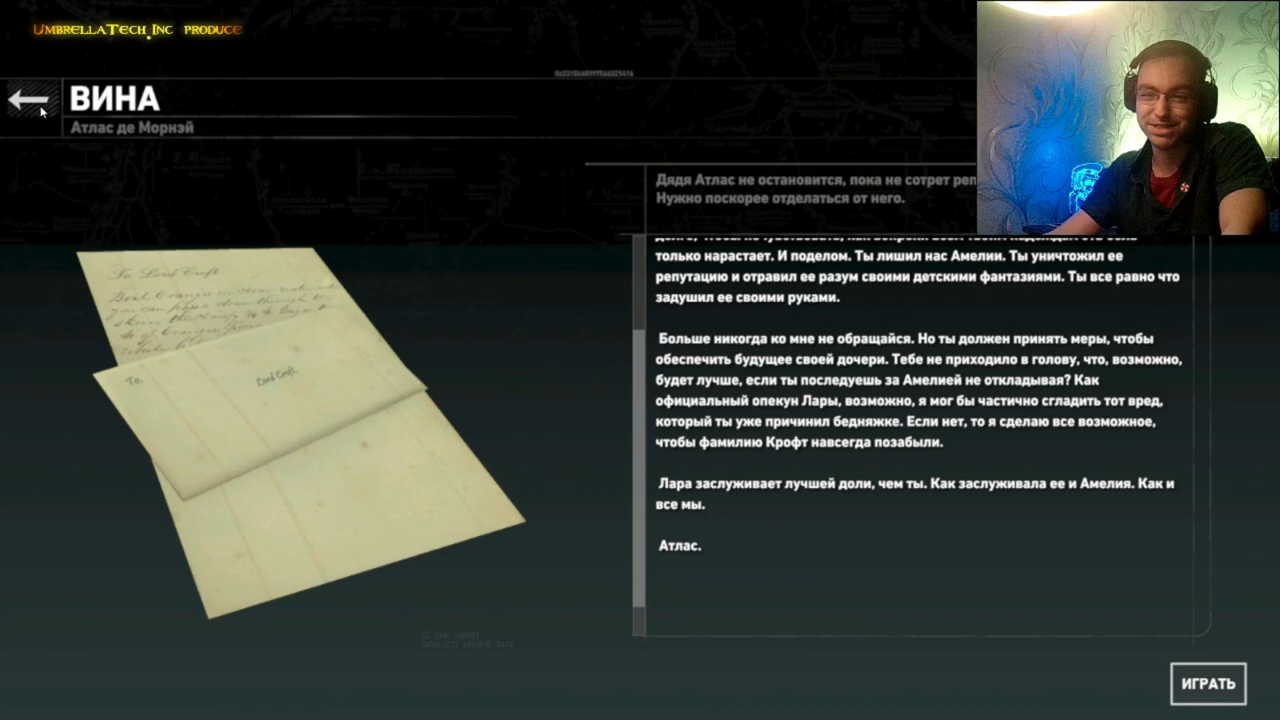 UmbrellaTech_Inc produce
ВИНА
Атлас де Морнэй
Дядя Атлас не остановится, пока не сотрет
Нужно поскорее отделаться от него.
только нарастает. И поделом. Ты лишил нас Амелии. Ты уничтожил ее
репутацию и отравил ее разум своими детскими фантазиями. Ты все равно что
задушил ее своими руками.
Больше никогда ко мне не обращайся. Но ты должен принять меры, чтобы
обеспечить будущее своей дочери. Тебе не приходило в голову, что, возможно,
будет лучше, если ты последуешь за Амелией не откладывая? Как
официальный опекун Лары, возможно, я мог бы частично сгладить тот вред,
который ты уже причинил бедняжке. Если нет, то я сделаю все возможное,
чтобы фамилию Крофт навсегда позабыли.
Лара заслуживает лучшей доли, чем ты. Как заслуживала ее и Амелия. Как и
все мы.
Атлас.
To Lord Croft
To.
Lord Croft
ИГРАТЬ